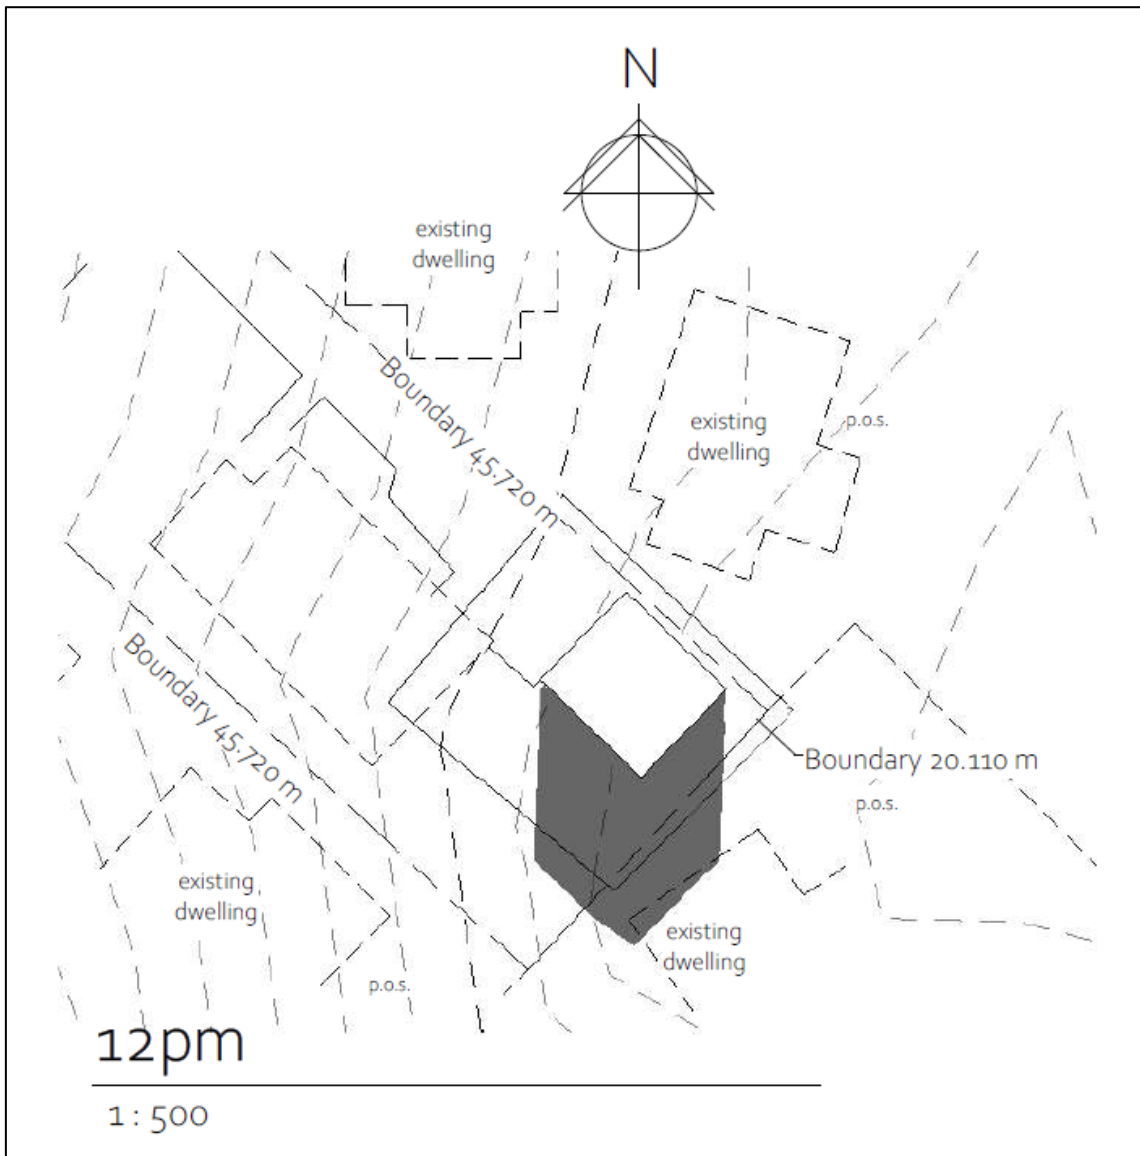 N
existing
dwelling
Boundary 45.720 m
existing
dwelling
p.o.s.
Boundary 45.720 m
Boundary 20.110 m
p.o.s.
existing
dwelling
existing
dwelling
p.o.s.
12pm
1 : 500